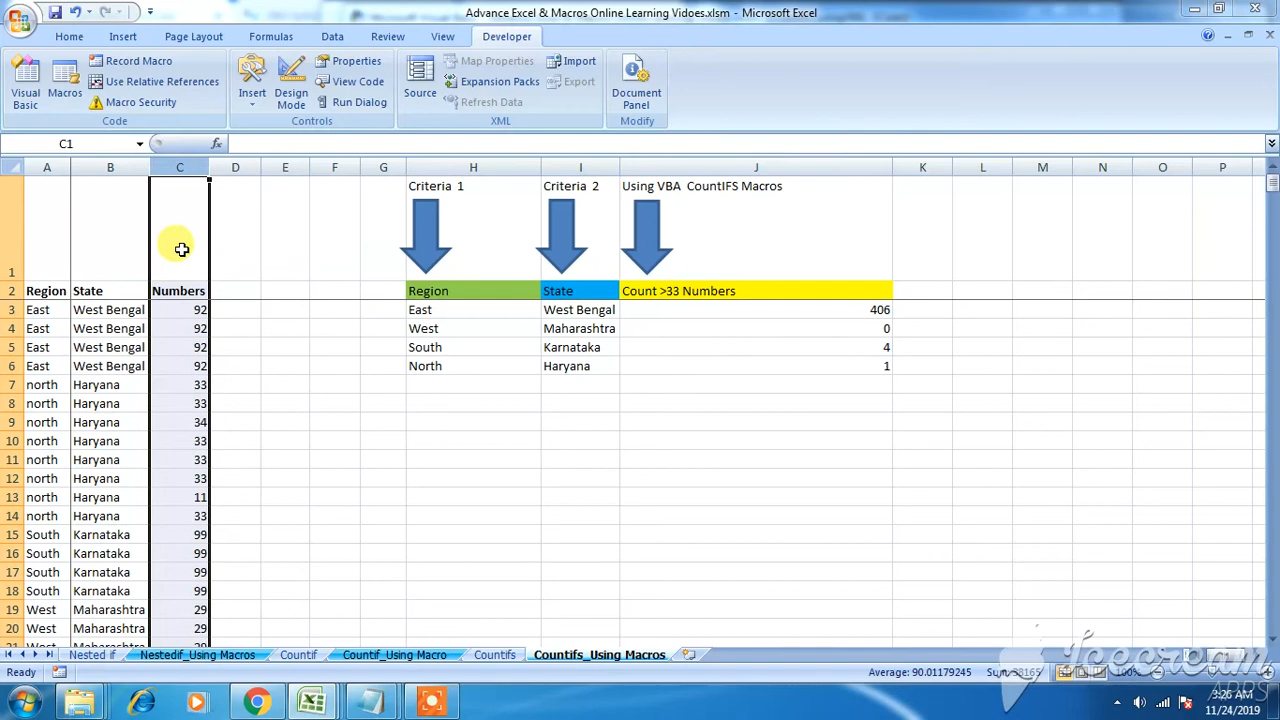 Advance Excel & Macros Online Learning Vidoes.xlsm - Microsoft Excel
Home Insert Page Layout Formulas Data Review View Developer
Visual Basic
Macros
Record Macro
Use Relative References
Macro Security
Code
Insert
Design Mode
Properties
View Code
Run Dialog
Controls
Source
Map Properties
Expansion Packs
Refresh Data
Import
Export
XML
Document Panel
Modify
C1
fx
A B C D E F G H I J K L M N O P
Criteria 1 Criteria 2 Using VBA CountIFS Macros
1
2 Region State Numbers Region State Count >33 Numbers
3 East West Bengal 92 East West Bengal 406
4 East West Bengal 92 West Maharashtra 0
5 East West Bengal 92 South Karnataka 4
6 East West Bengal 92 North Haryana 1
7 north Haryana 33
8 north Haryana 33
9 north Haryana 34
10 north Haryana 33
11 north Haryana 33
12 north Haryana 33
13 north Haryana 11
14 north Haryana 33
15 South Karnataka 99
16 South Karnataka 99
17 South Karnataka 99
18 South Karnataka 99
19 West Maharashtra 29
20 West Maharashtra 29
Nested if Nestedif_Using Macros Countif Countif_Using Macro Countifs Countifs_Using Macros
Ready Average: 90.01179245 Sum: 38165 100%
Icecream
APPS
3:26 AM
11/24/2019